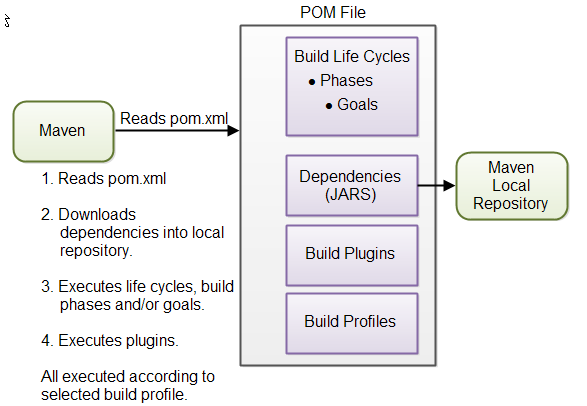 POM File
Build Life Cycles
• Phases
• Goals
Maven
Reads pom.xml
Dependencies
(JARS)
Maven
Local
Repository
Build Plugins
Build Profiles
1. Reads pom.xml
2. Downloads
dependencies into local
repository.
3. Executes life cycles, build
phases and/or goals.
4. Executes plugins.
All executed according to
selected build profile.